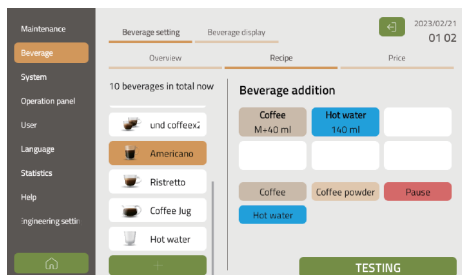 Maintenance
Beverage
System
Operation panel
User
Language
Statistics
Help
Engineering settin
Beverage setting
Beverage display
2023/02/21
01 02
Overview
Recipe
Price
10 beverages in total now
und coffeex2
Americano
Ristretto
Coffee Jug
Hot water
+
Beverage addition
Coffee
M+40 ml
Hot water
140 ml
Coffee
Coffee powder
Pause
Hot water
TESTING